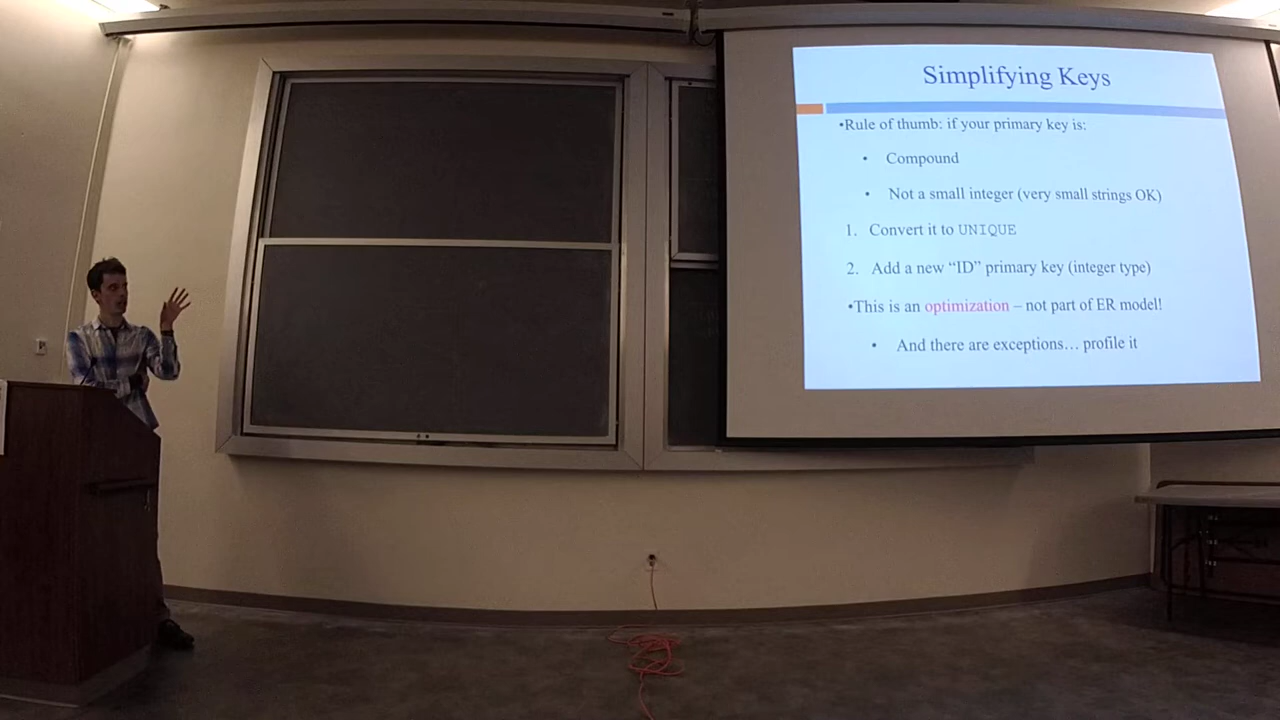 Simplifying Keys
•Rule of thumb: if your primary key is:
• Compound
• Not a small integer (very small strings OK)
1. Convert it to UNIQUE
2. Add a new “ID” primary key (integer type)
•This is an optimization – not part of ER model!
• And there are exceptions… profile it